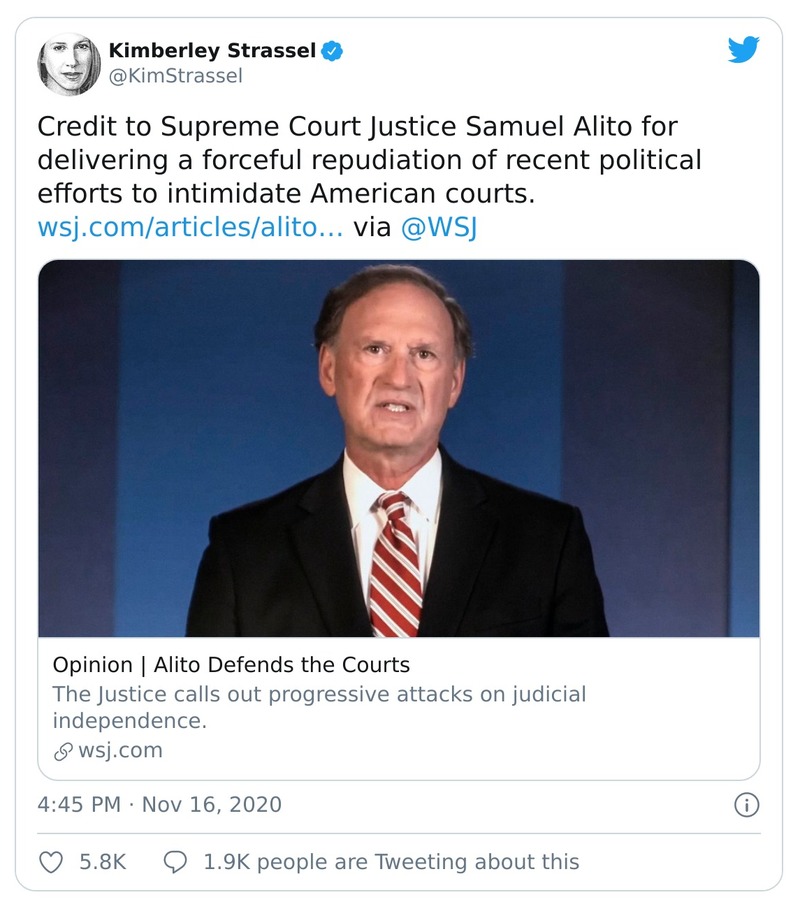 Kimberley Strassel
@KimStrassel
Credit to Supreme Court Justice Samuel Alito for
delivering a forceful repudiation of recent political
efforts to intimidate American courts.
wsj.com/articles/alito… via @WSJ
Opinion | Alito Defends the Courts
The Justice calls out progressive attacks on judicial
independence.
wsj.com
4:45 PM · Nov 16, 2020
5.8K 1.9K people are Tweeting about this